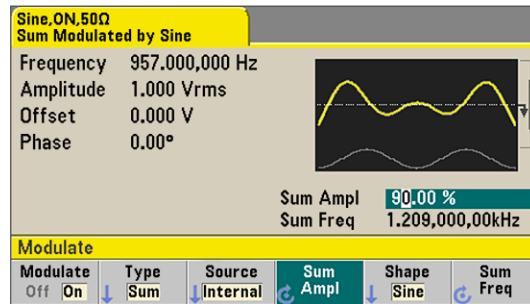 Sine,ON,50Ω
Sum Modulated by Sine
Frequency 957.000,000 Hz
Amplitude 1.000 Vrms
Offset 0.000 V
Phase 0.00°
Sum Ampl 90.00 %
Sum Freq 1.209,000,00kHz
Modulate
Modulate Off On
Type Sum
Source Internal
Sum Ampl
Shape Sine
Sum Freq